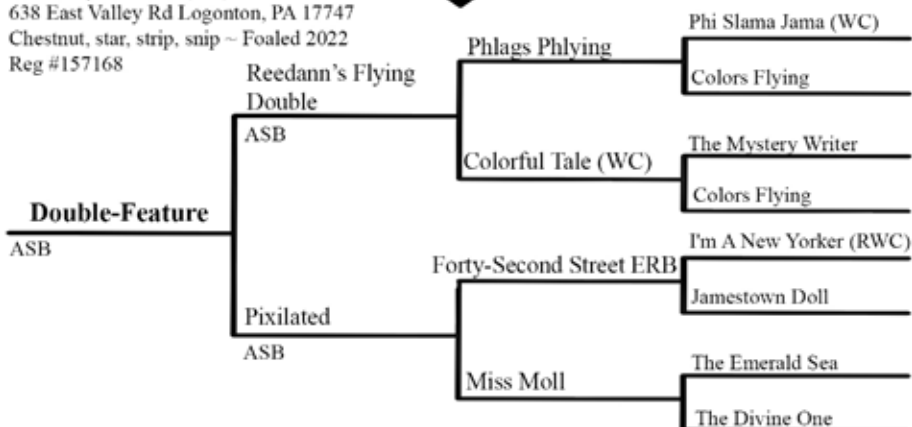 638 East Valley Rd Logonton, PA 17747
Chestnut, star, strip, snip ~ Foaled 2022
Reg #157168
Double-Feature
ASB
Reedann's Flying
Double
ASB
Pixilated
ASB
Phlags Phlying
Colorful Tale (WC)
Forty-Second Street ERB
Miss Moll
Phi Slama Jama (WC)
Colors Flying
The Mystery Writer
Colors Flying
I'm A New Yorker (RWC)
Jamestown Doll
The Emerald Sea
The Divine One